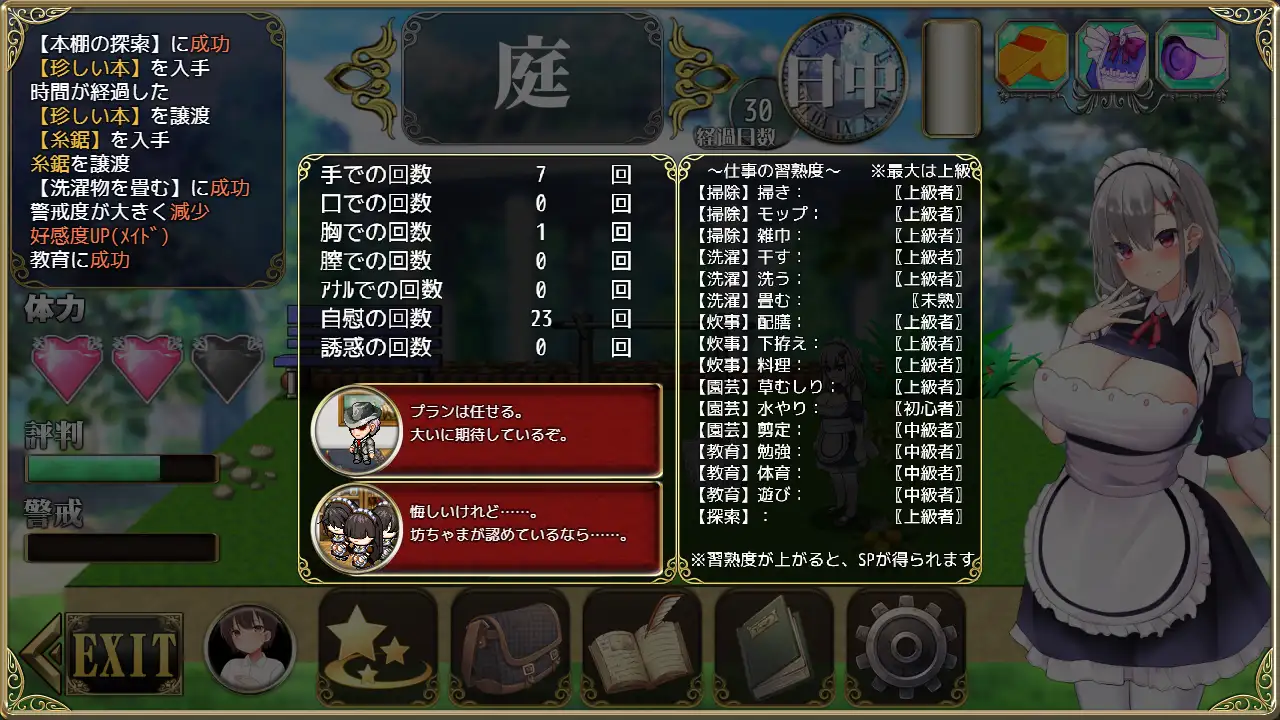 【本棚の探索】に成功
【珍しい本】を入手
時間が経過した
【珍しい本】を譲渡
【糸鋸】を入手
糸鋸を譲渡
【洗濯物を畳む】に成功
警戒度が大きく減少
好感度UP(ﾒｲﾄﾞ)
教育に成功
庭
日中
30
経過日数
体力
評判
警戒
手での回数 7 回
口での回数 0 回
胸での回数 1 回
膣での回数 0 回
ｱﾅﾙでの回数 0 回
自慰の回数 23 回
誘惑の回数 0 回
プランは任せる。
大いに期待しているぞ。
悔しいけれど……。
坊ちゃまが認めているなら……。
～仕事の習熟度～ ※最大は上級
【掃除】掃き： 〖上級者〗
【掃除】モップ： 〖上級者〗
【掃除】雑巾： 〖上級者〗
【洗濯】干す： 〖上級者〗
【洗濯】洗う： 〖上級者〗
【洗濯】畳む： 〖未熟〗
【炊事】配膳： 〖上級者〗
【炊事】下拵え： 〖上級者〗
【炊事】料理： 〖上級者〗
【園芸】草むしり： 〖上級者〗
【園芸】水やり： 〖初心者〗
【園芸】剪定： 〖中級者〗
【教育】勉強： 〖中級者〗
【教育】体育： 〖中級者〗
【教育】遊び： 〖中級者〗
【探索】： 〖上級者〗
※習熟度が上がると、SPが得られます
EXIT